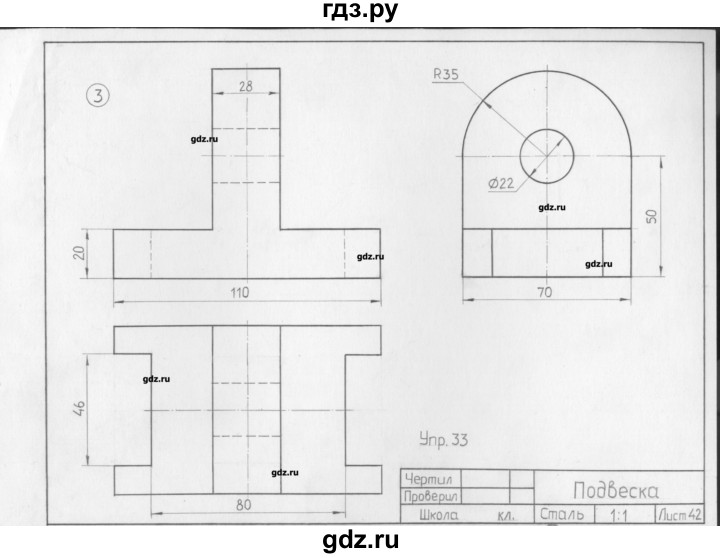 гдз.ру
3
28
gdz.ru
R35
Ø22
gdz.ru
50
20
gdz.ru
gdz.ru
110
70
gdz.ru
46
gdz.ru
80
Упр. 33
Чертил
Проверил
Подвеска
Школа кл. Сталь 1:1 Лист 42
gdz.ru